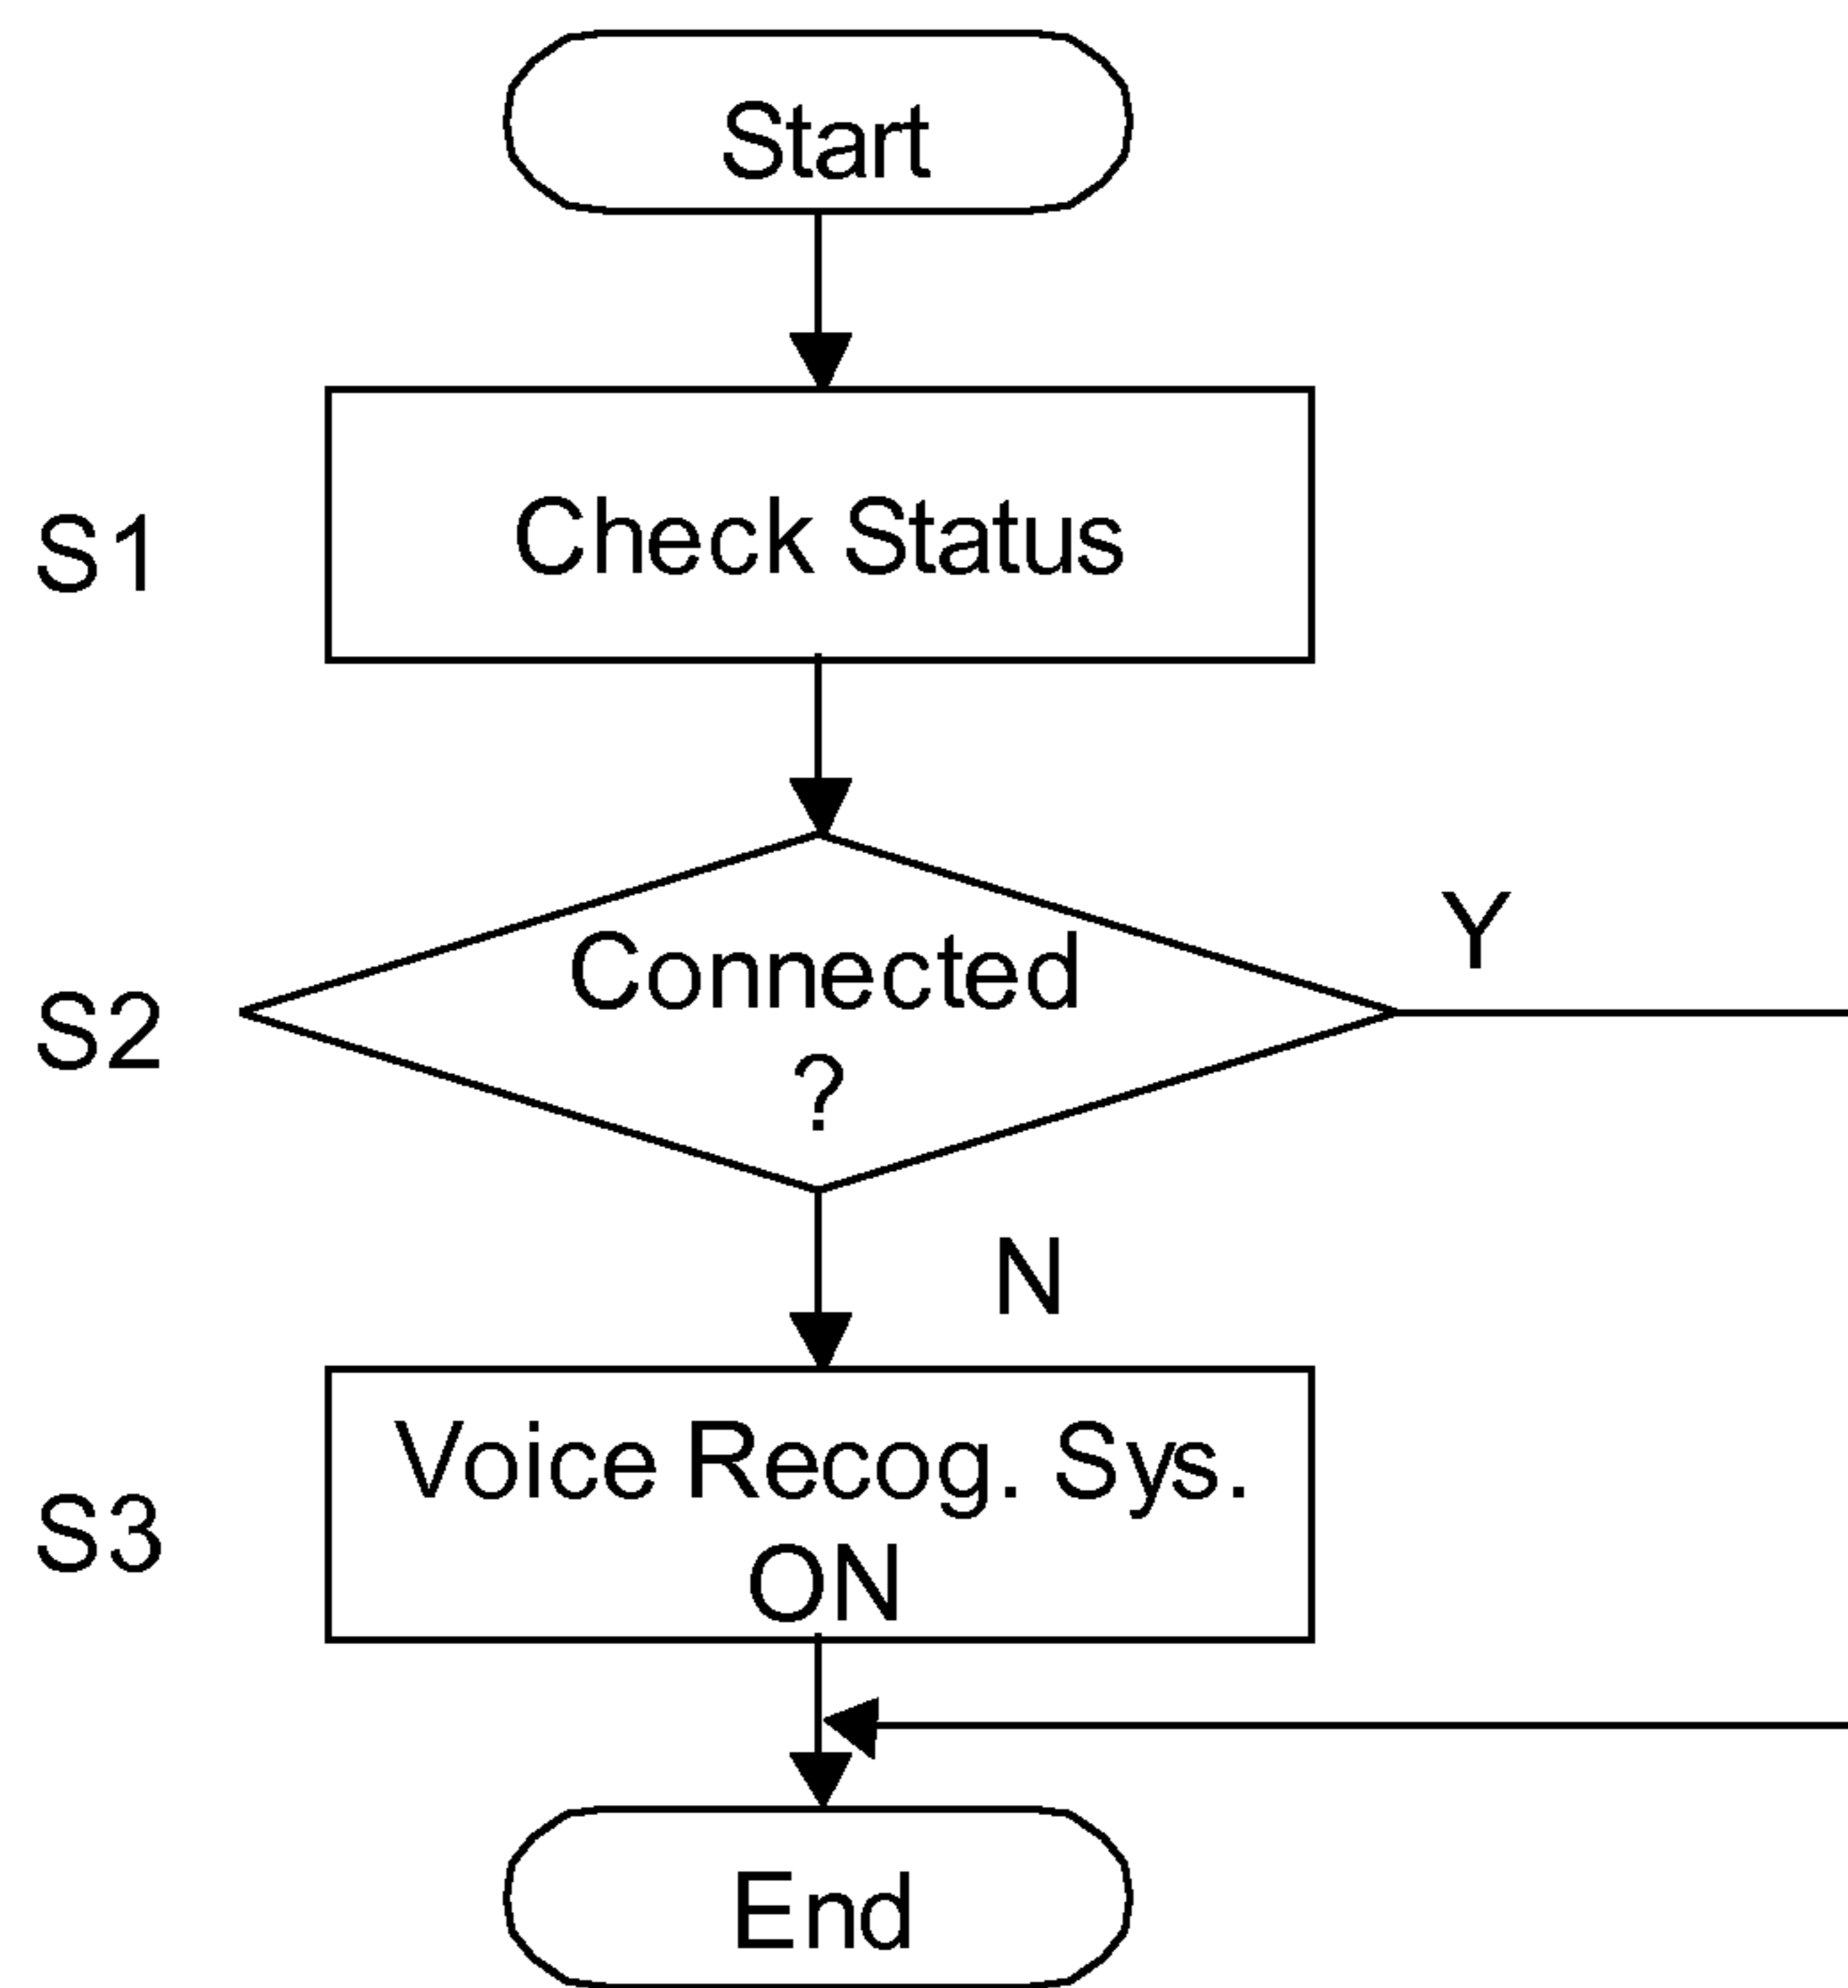 Start
S1
Check Status
S2
Connected
?
Y
N
S3
Voice Recog. Sys.
ON
End